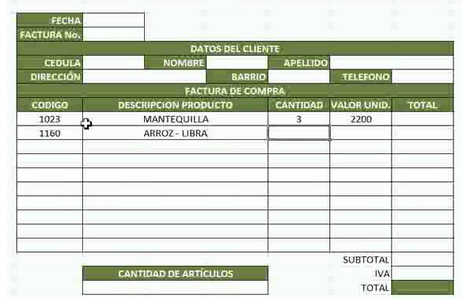 FECHA
FACTURA No.
DATOS DEL CLIENTE
CEDULA NOMBRE APELLIDO
DIRECCIÓN BARRIO TELEFONO
FACTURA DE COMPRA
CODIGO DESCRIPCION PRODUCTO CANTIDAD VALOR UNID. TOTAL
1023 MANTEQUILLA 3 2200
1160 ARROZ - LIBRA
SUBTOTAL
CANTIDAD DE ARTÍCULOS IVA
TOTAL